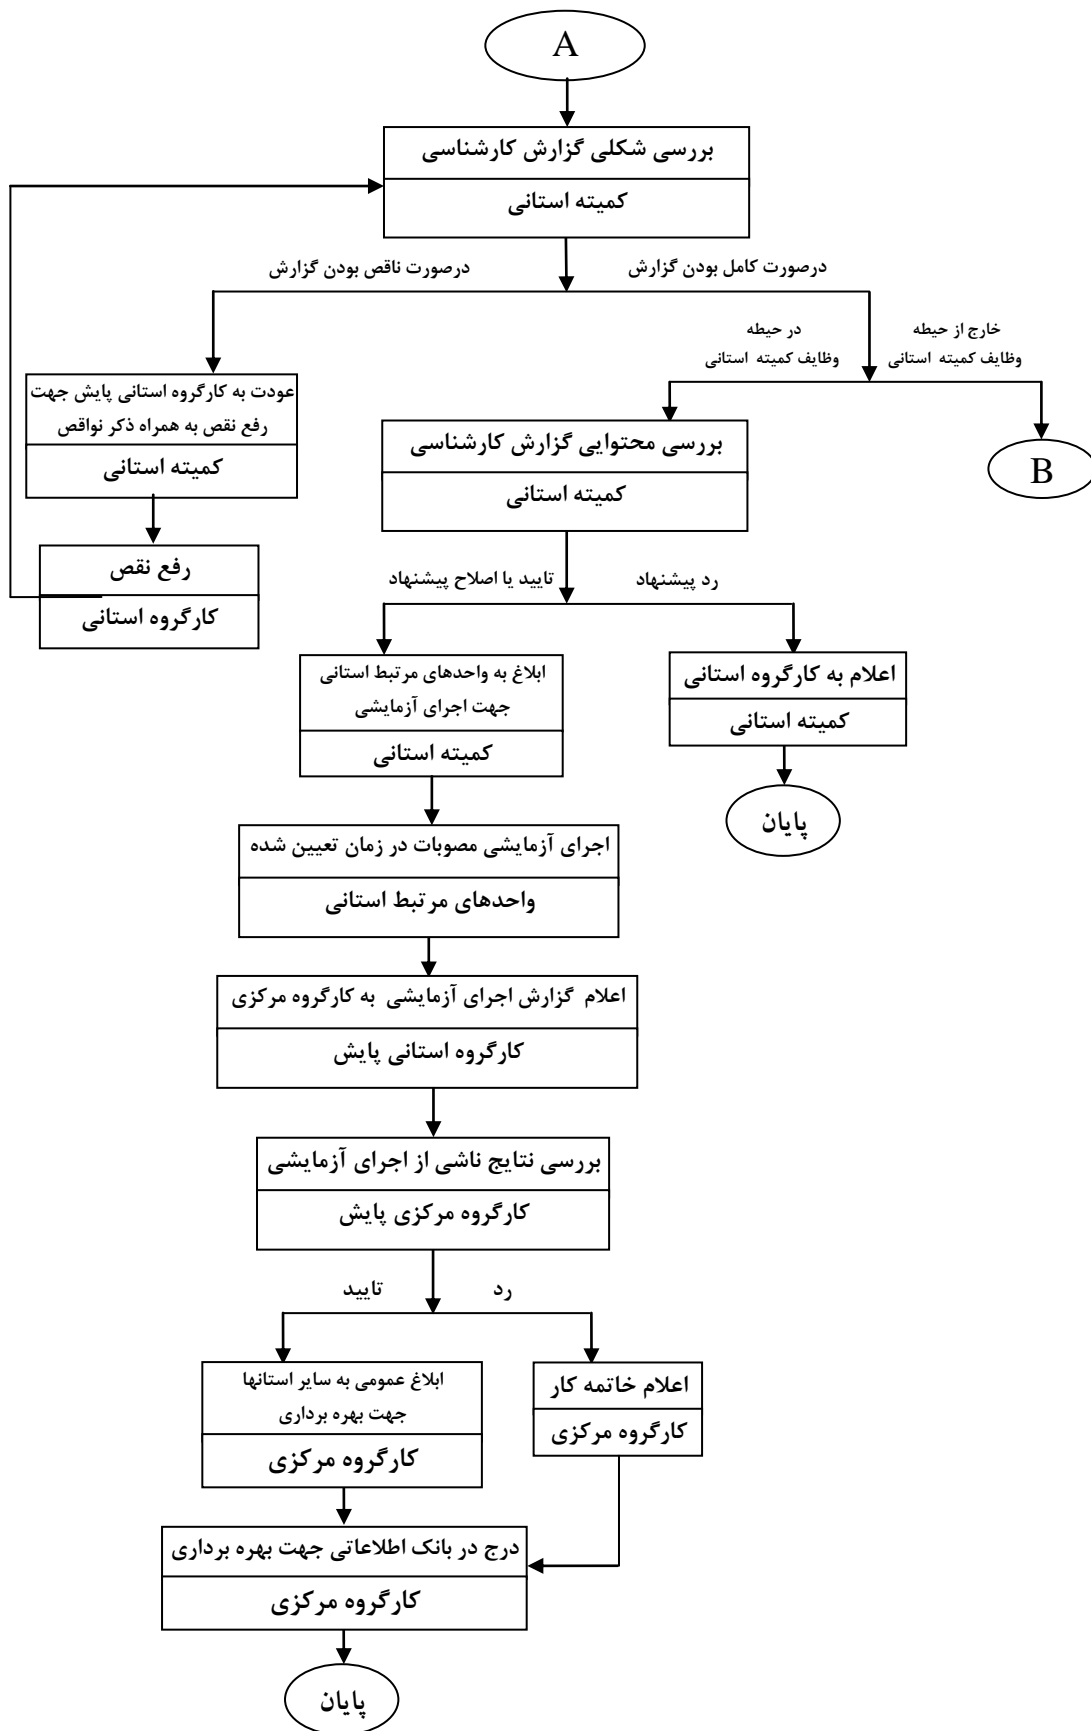 A
بررسی شکلی گزارش کارشناسی
کمیته استانی
درصورت کامل بودن گزارش
درصورت ناقص بودن گزارش
خارج از حیطه
وظایف کمیته استانی
در حیطه
وظایف کمیته استانی
عودت به کارگروه استانی پایش جهت
رفع نقص به همراه ذکر نواقص
کمیته استانی
B
بررسی محتوایی گزارش کارشناسی
کمیته استانی
رفع نقص
کارگروه استانی
رد پیشنهاد
تایید یا اصلاح پیشنهاد
اعلام به کارگروه استانی
کمیته استانی
ابلاغ به واحدهای مرتبط استانی
جهت اجرای آزمایشی
کمیته استانی
پایان
اجرای آزمایشی مصوبات در زمان تعیین شده
واحدهای مرتبط استانی
اعلام گزارش اجرای آزمایشی به کارگروه مرکزی
کارگروه استانی پایش
بررسی نتایج ناشی از اجرای آزمایشی
کارگروه مرکزی پایش
رد
تایید
اعلام خاتمه کار
کارگروه مرکزی
ابلاغ عمومی به سایر استانها
جهت بهره برداری
کارگروه مرکزی
درج در بانک اطلاعاتی جهت بهره برداری
کارگروه مرکزی
پایان